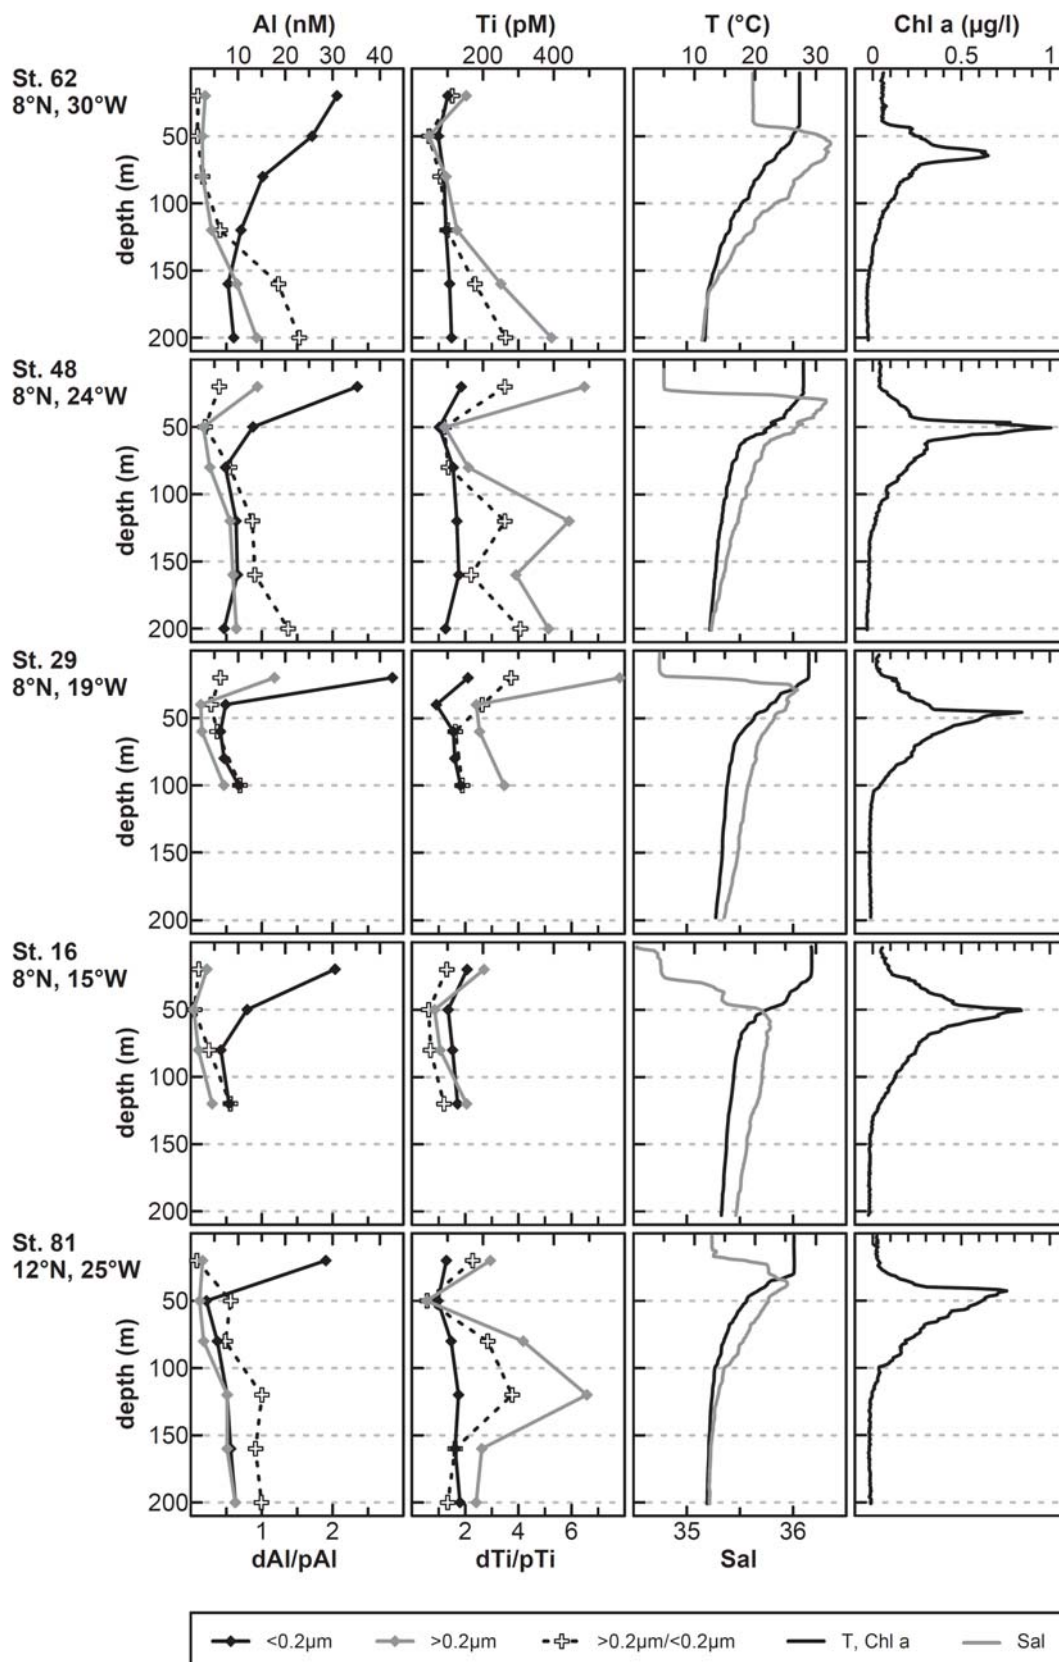 Al (nM) Ti (pM) T (°C) Chl a (µg/l)
10 20 30 40 200 400 10 20 30 0 0.5 1
St. 62
8°N, 30°W
depth (m)
50
100
150
200
St. 48
8°N, 24°W
depth (m)
50
100
150
200
St. 29
8°N, 19°W
depth (m)
50
100
150
200
St. 16
8°N, 15°W
depth (m)
50
100
150
200
St. 81
12°N, 25°W
depth (m)
50
100
150
200
1 2 2 4 6 35 36
dAl/pAl dTi/pTi Sal
<0.2µm >0.2µm >0.2µm/<0.2µm T, Chl a Sal